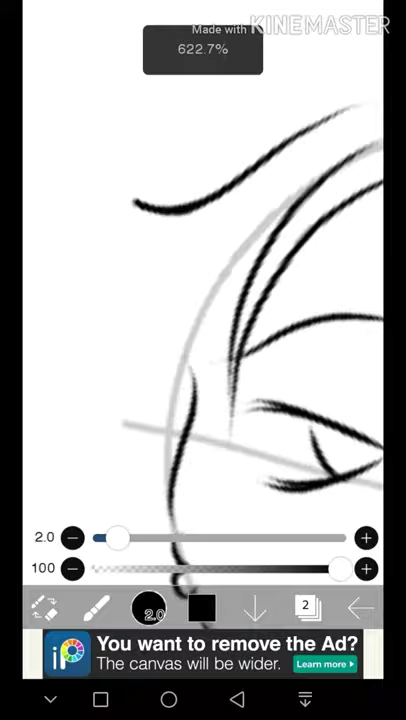 Made with KINEMASTER
622.7%
2.0
100
2.0
2
iP
You want to remove the Ad?
The canvas will be wider.
Learn more